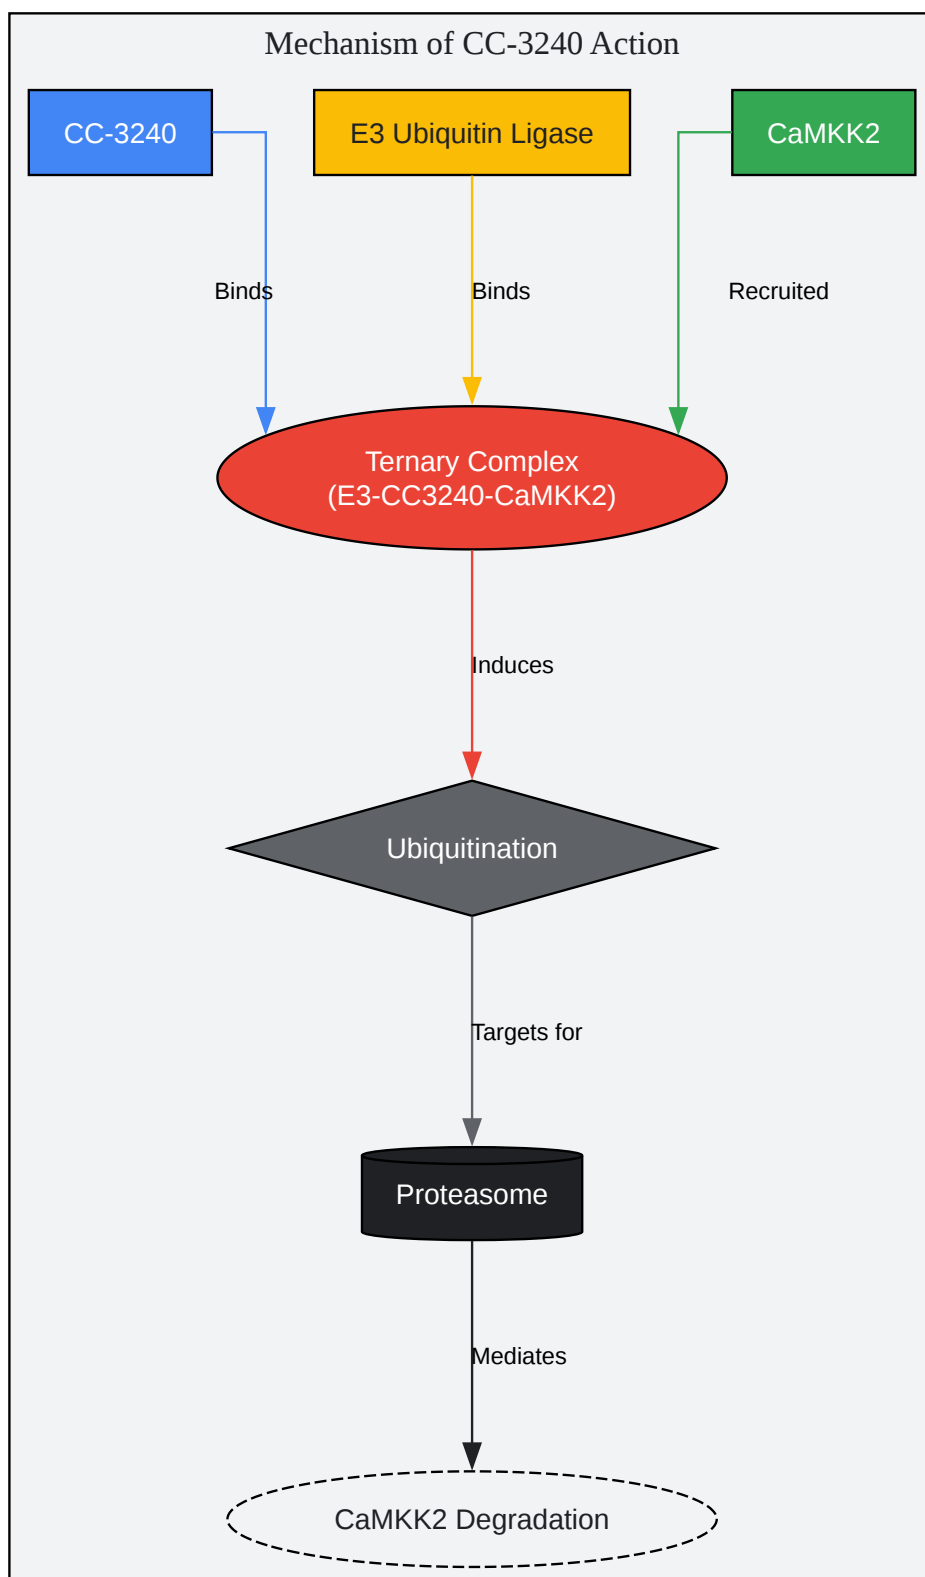 Mechanism of CC-3240 Action
CC-3240
E3 Ubiquitin Ligase
CaMKK2
Binds
Binds
Recruited
Ternary Complex
(E3-CC3240-CaMKK2)
Induces
Ubiquitination
Targets for
Proteasome
Mediates
CaMKK2 Degradation